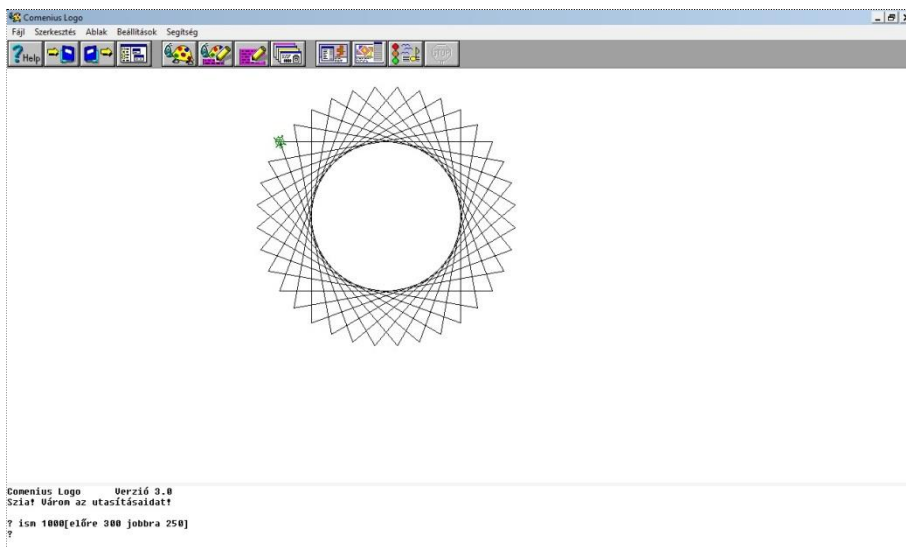 Comenius Logo
Fájl Szerkesztés Ablak Beállítások Segítség
?Help STOP
Comenius Logo Verzió 3.0
Szia! Várom az utasításaidat!
? ism 1000[előre 300 jobbra 250]
?